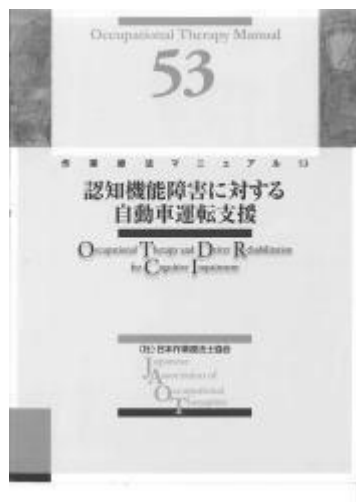 Occupational Therapy Manual
53
作業療法マニュアル 53
認知機能障害に対する
自動車運転支援
Occupational Therapy and Driver Rehabilitation
for Cognitive Impairment
(社)日本作業療法士協会
Japanese
Association of
Occupational
Therapists